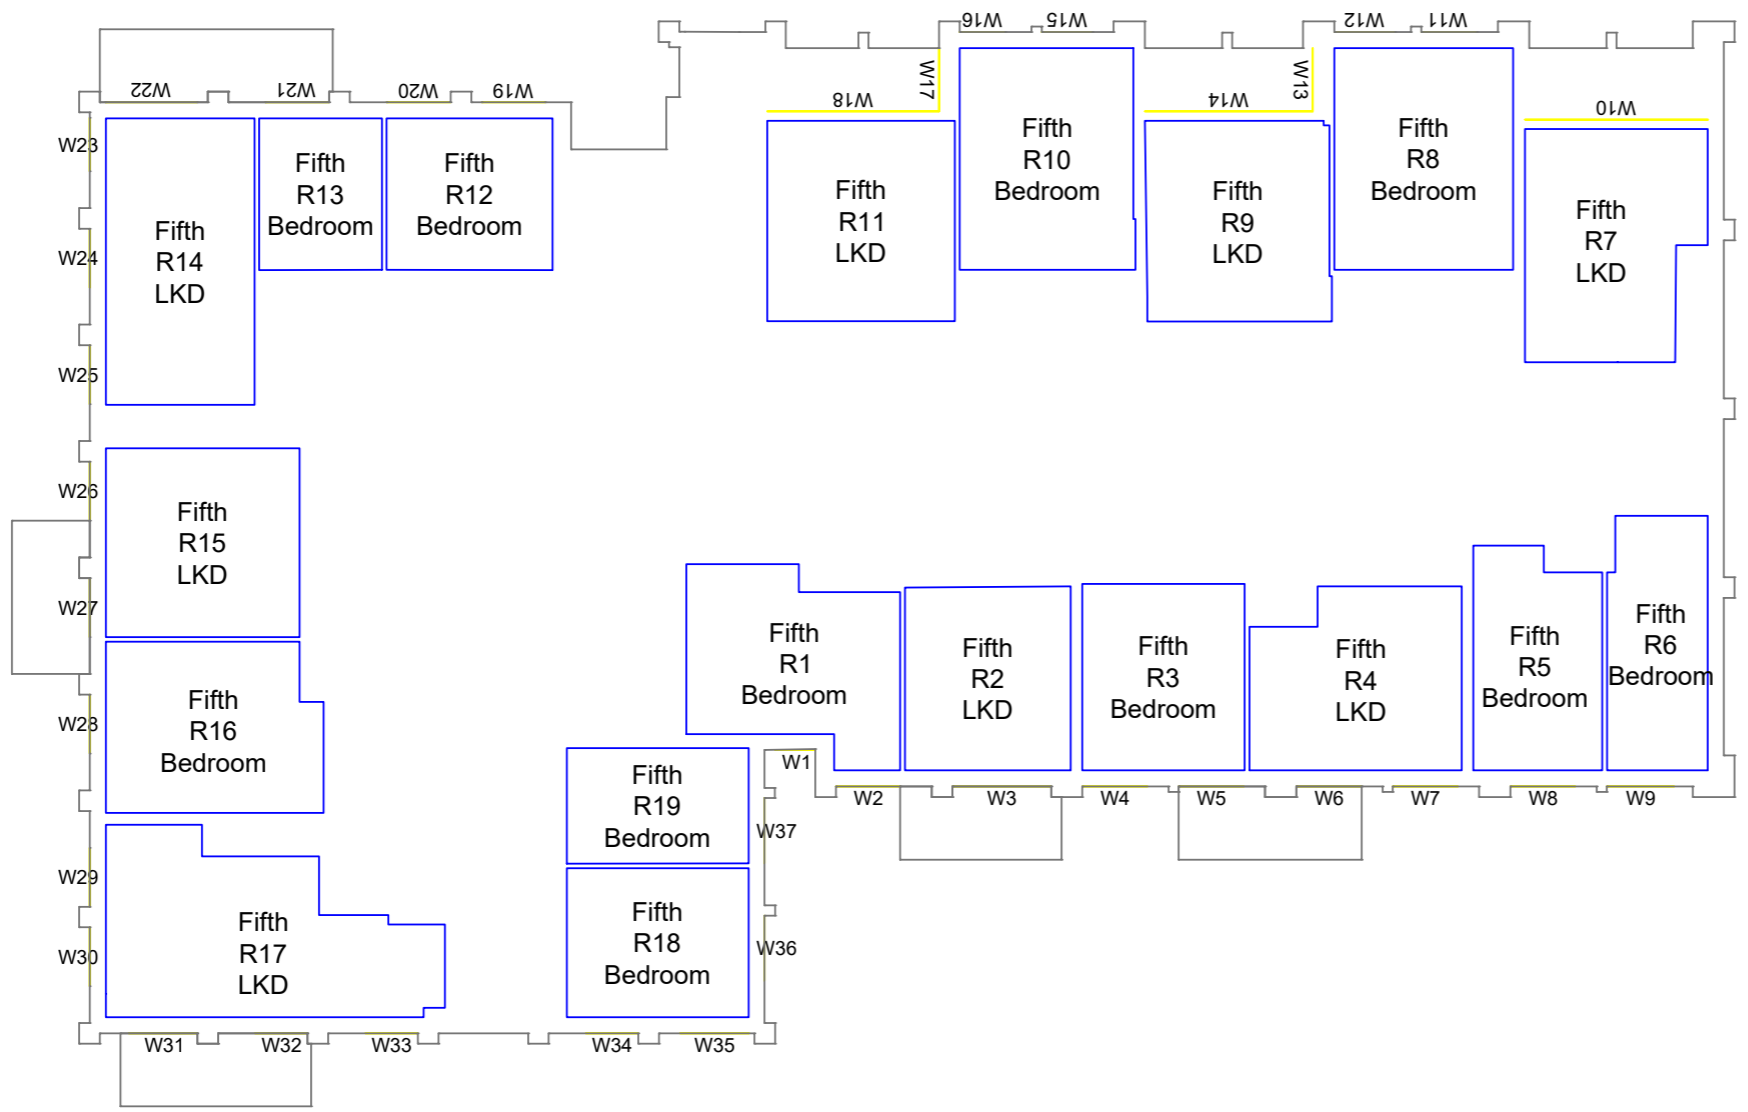 W16
W15
W12
W11
W22
W21
W20
W19
W18
W17
W14
W13
W10
W23
W24
W25
W26
W27
W28
W29
W30
Fifth
R14
LKD
Fifth
R13
Bedroom
Fifth
R12
Bedroom
Fifth
R11
LKD
Fifth
R10
Bedroom
Fifth
R9
LKD
Fifth
R8
Bedroom
Fifth
R7
LKD
Fifth
R15
LKD
Fifth
R16
Bedroom
Fifth
R17
LKD
Fifth
R19
Bedroom
Fifth
R18
Bedroom
Fifth
R1
Bedroom
Fifth
R2
LKD
Fifth
R3
Bedroom
Fifth
R4
LKD
Fifth
R5
Bedroom
Fifth
R6
Bedroom
W1
W2
W3
W4
W5
W6
W7
W8
W9
W37
W36
W31
W32
W33
W34
W35